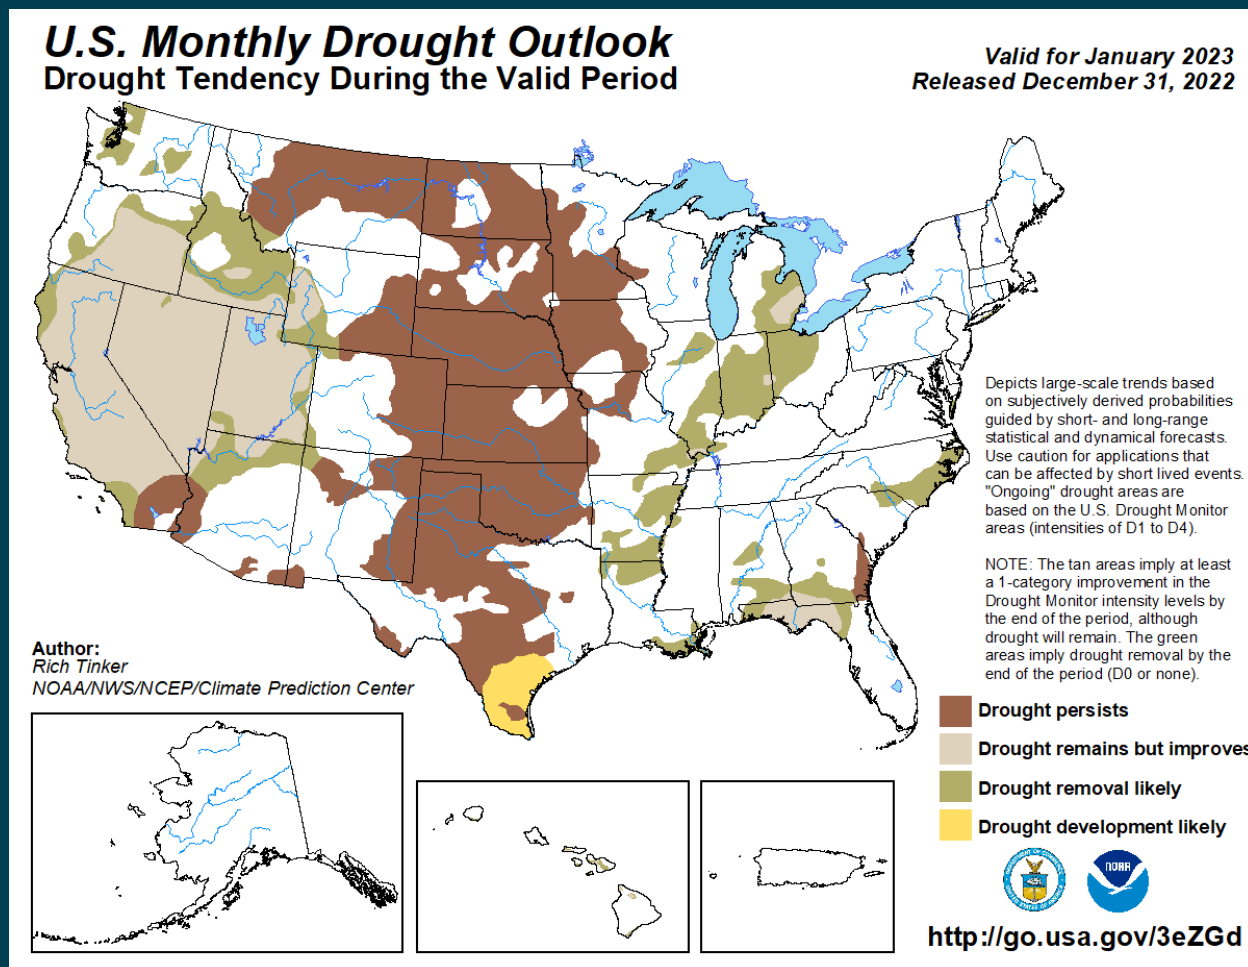 U.S. Monthly Drought Outlook
Drought Tendency During the Valid Period
Valid for January 2023
Released December 31, 2022
Depicts large-scale trends based
on subjectively derived probabilities
guided by short- and long-range
statistical and dynamical forecasts.
Use caution for applications that
can be affected by short lived events.
"Ongoing" drought areas are
based on the U.S. Drought Monitor
areas (intensities of D1 to D4).
NOTE: The tan areas imply at least
a 1-category improvement in the
Drought Monitor intensity levels by
the end of the period, although
drought will remain. The green
areas imply drought removal by the
end of the period (D0 or none).
Author:
Rich Tinker
NOAA/NWS/NCEP/Climate Prediction Center
Drought persists
Drought remains but improves
Drought removal likely
Drought development likely
NOAA
http://go.usa.gov/3eZGd